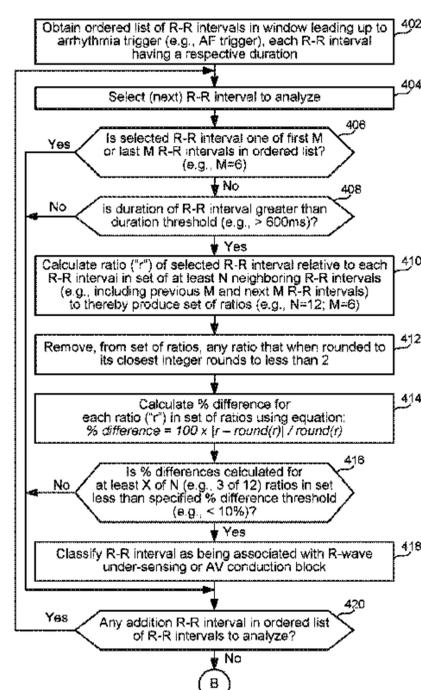 402
Obtain ordered list of R-R intervals in window leading up to
arrhythmia trigger (e.g., AF trigger), each R-R interval
having a respective duration
404
Select (next) R-R interval to analyze
406
Yes
Is selected R-R interval one of first M
or last M R-R intervals in ordered list?
(e.g., M=6)
No
408
No
is duration of R-R interval greater than
duration threshold (e.g., > 600ms)?
Yes
410
Calculate ratio ("r") of selected R-R interval relative to each
R-R interval in set of at least N neighboring R-R intervals
(e.g., including previous M and next M R-R intervals)
to thereby produce set of ratios (e.g., N=12; M=6)
412
Remove, from set of ratios, any ratio that when rounded to
its closest integer rounds to less than 2
414
Calculate % difference for
each ratio ("r") in set of ratios using equation:
% difference = 100 x |r – round(r)| / round(r)
416
No
Is % differences calculated for
at least X of N (e.g., 3 of 12) ratios in set
less than specified % difference threshold
(e.g., < 10%)?
Yes
418
Classify R-R interval as being associated with R-wave
under-sensing or AV conduction block
420
Yes
Any addition R-R interval in ordered list
of R-R intervals to analyze?
No
B